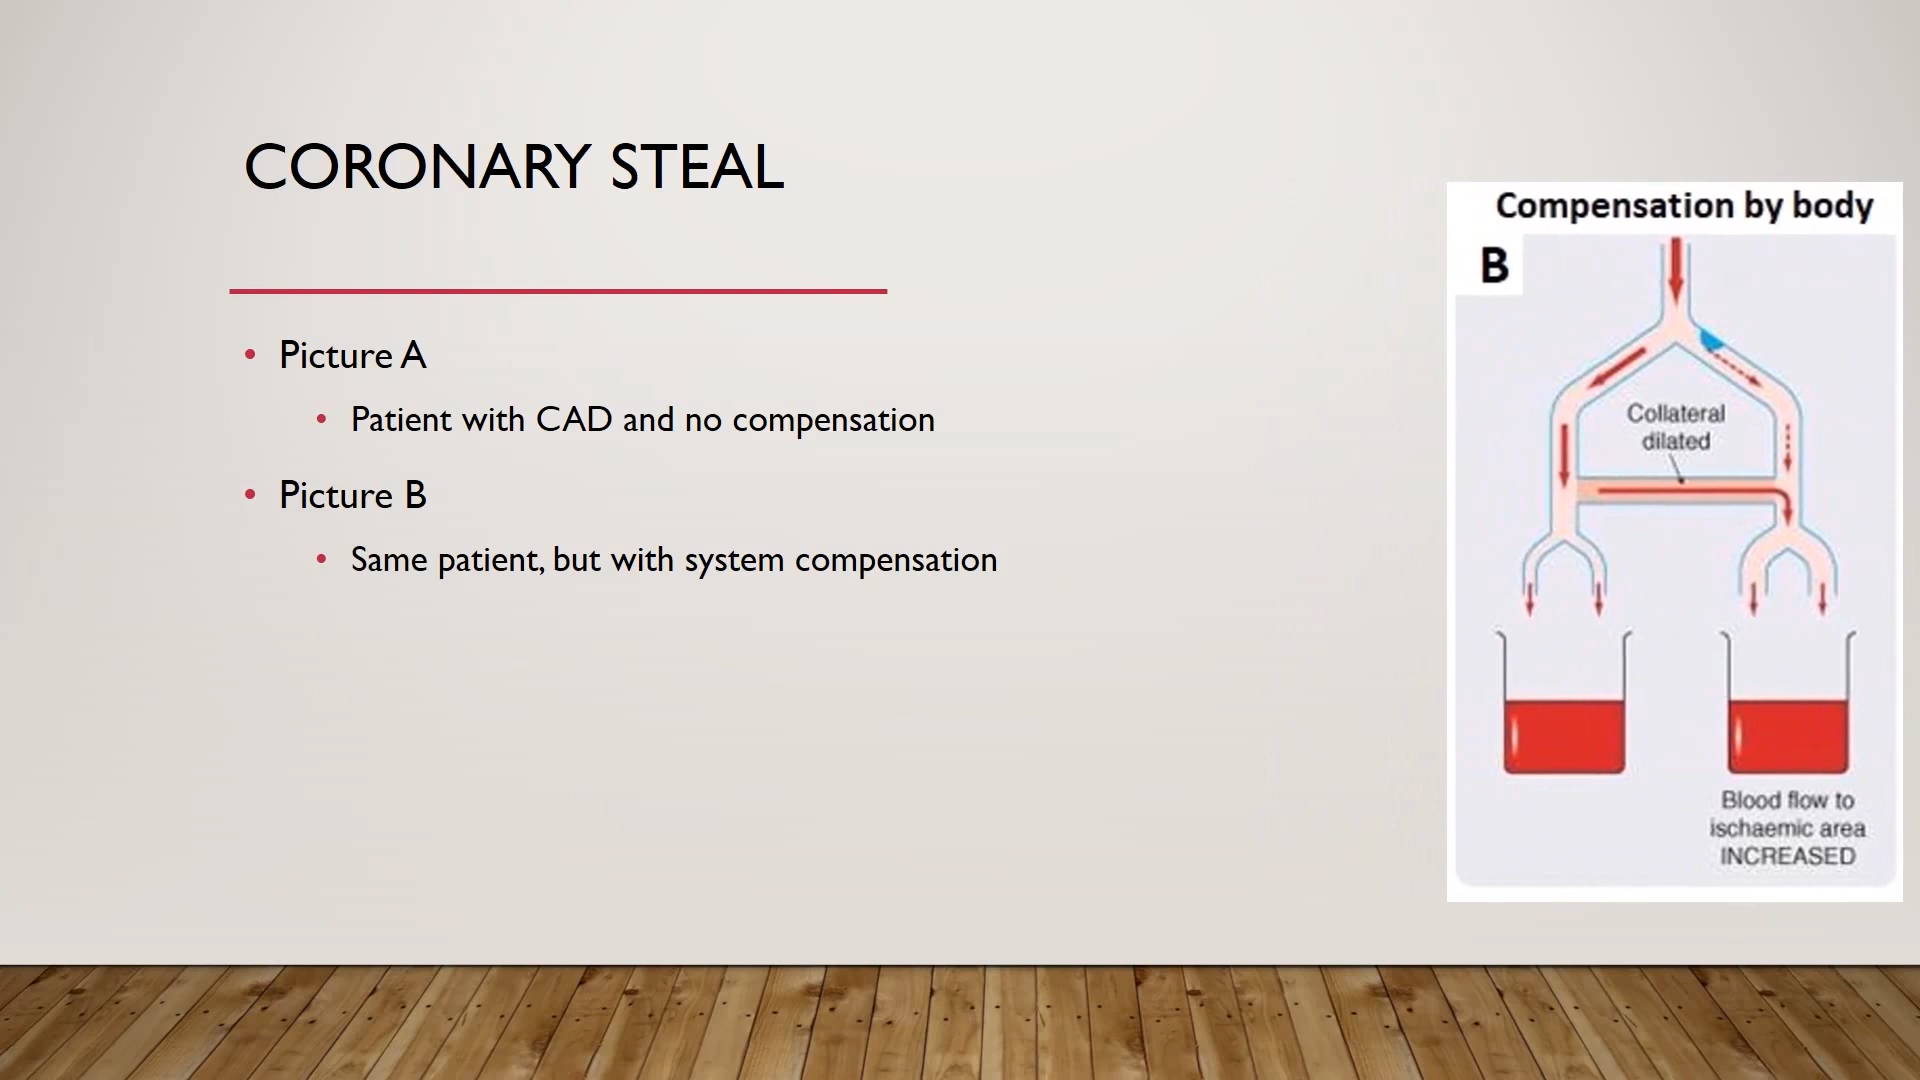 CORONARY STEAL
• Picture A
• Patient with CAD and no compensation
• Picture B
• Same patient, but with system compensation
Compensation by body
B
Collateral
dilated
Blood flow to
ischaemic area
INCREASED